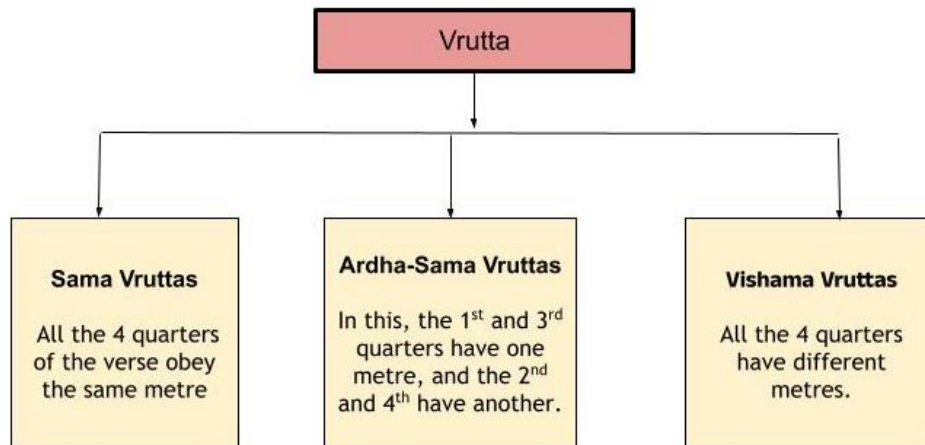 Vrutta
Sama Vruttas
All the 4 quarters
of the verse obey
the same metre
Ardha-Sama Vruttas
In this, the 1st and 3rd
quarters have one
metre, and the 2nd
and 4th have another.
Vishama Vruttas
All the 4 quarters
have different
metres.